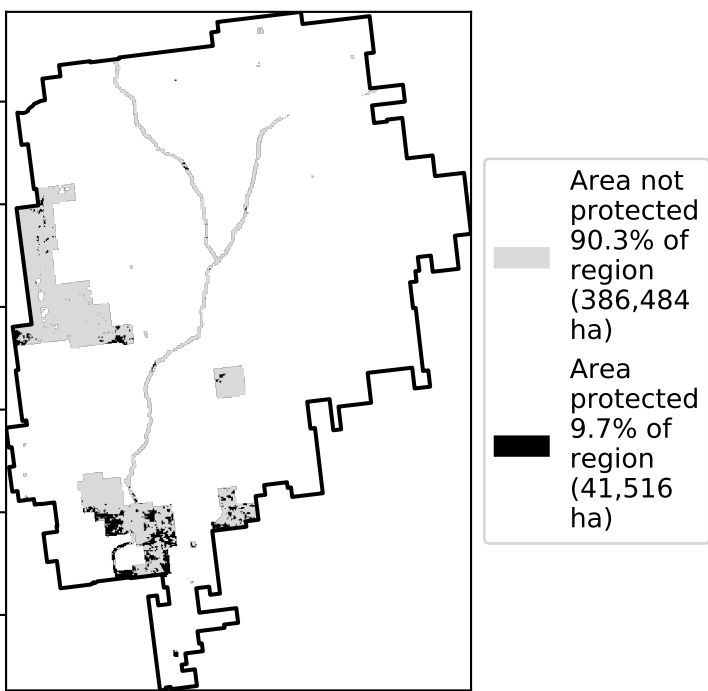 Area not
protected
90.3% of
region
(386,484
ha)
Area
protected
9.7% of
region
(41,516
ha)